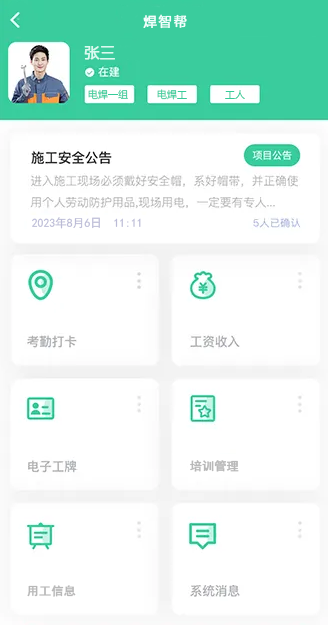 焊智帮
张三
在建
电焊一组 电焊工 工人
施工安全公告 项目公告
进入施工现场必须戴好安全帽，系好帽带，并正确使
用个人劳动防护用品,现场用电，一定要有专人...
2023年8月6日 11:11 5人已确认
考勤打卡 工资收入
电子工牌 培训管理
用工信息 系统消息